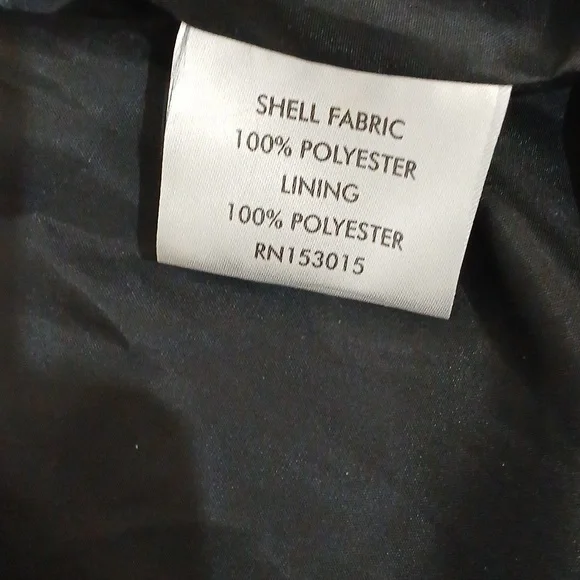 SHELL FABRIC
100% POLYESTER
LINING
100% POLYESTER
RN153015